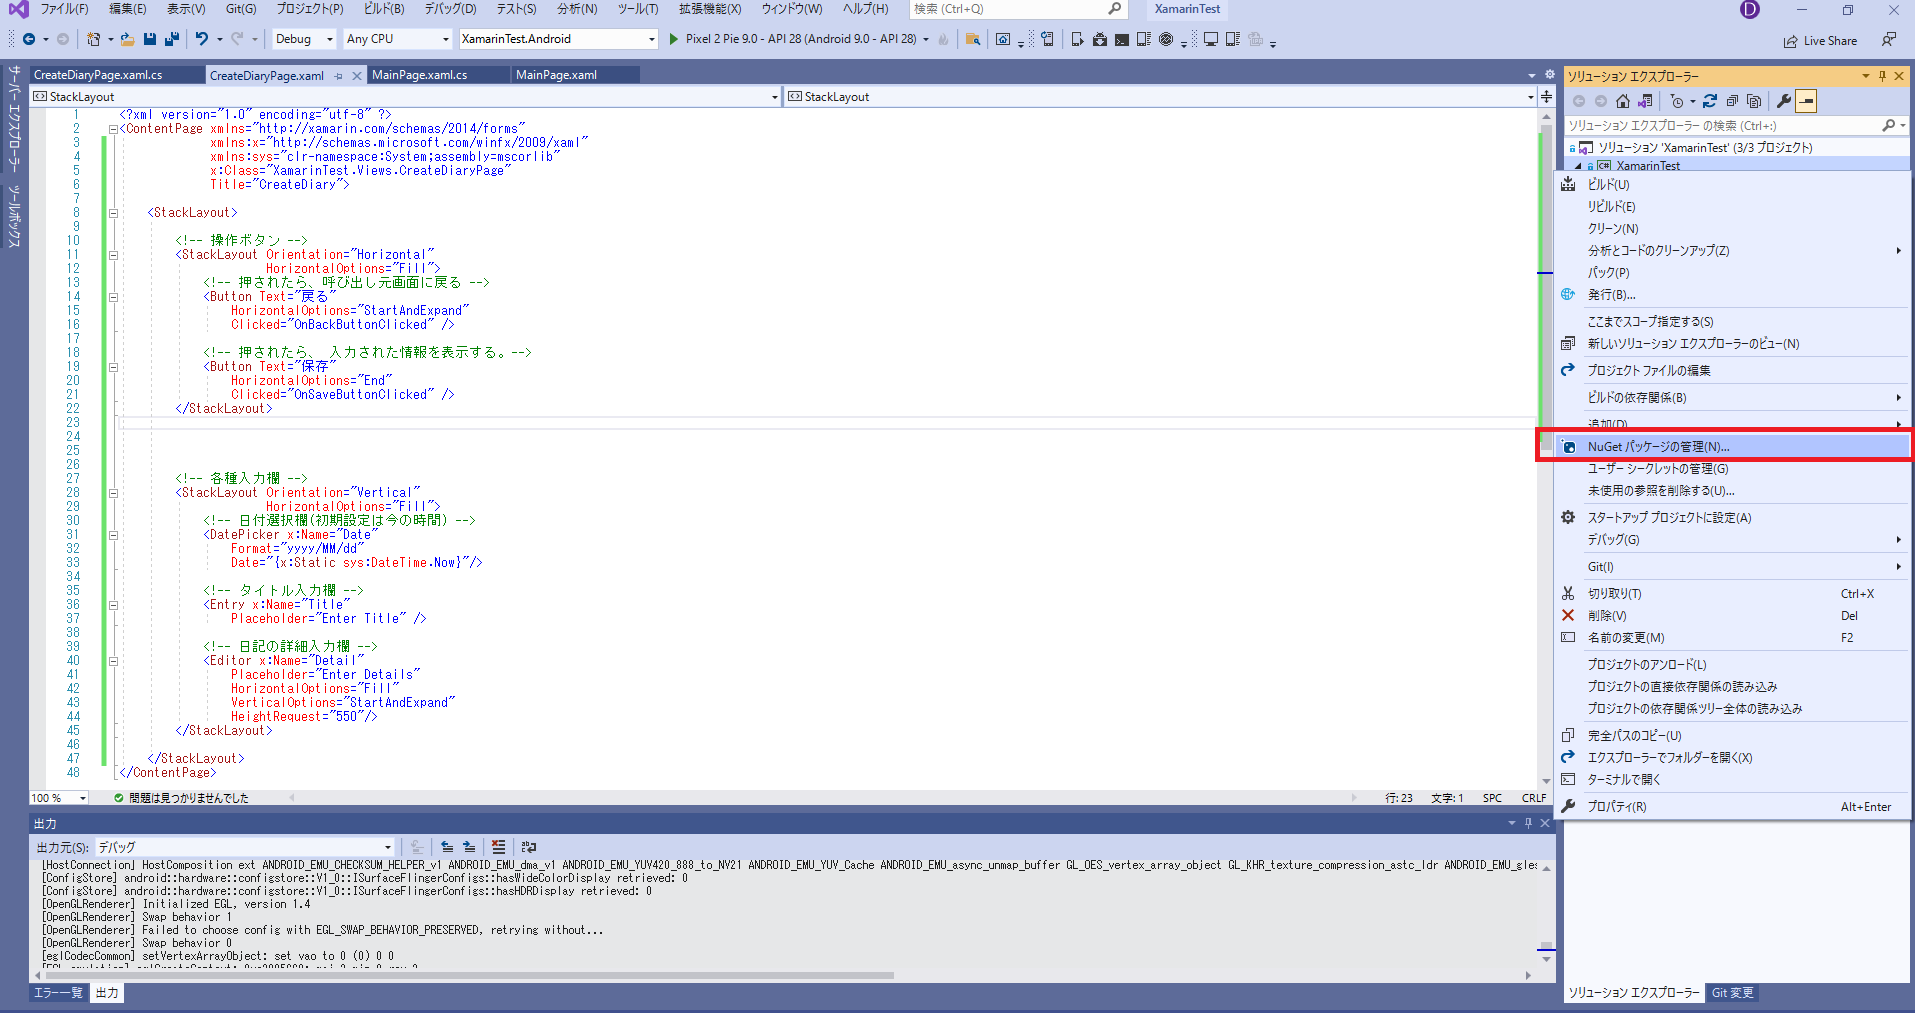 ファイル(F) 編集(E) 表示(V) Git(G) プロジェクト(P) ビルド(B) デバッグ(D) テスト(S) 分析(N) ツール(T) 拡張機能(X) ウィンドウ(W) ヘルプ(H) 検索 (Ctrl+Q) XamarinTest D
Debug Any CPU XamarinTest.Android Pixel 2 Pie 9.0 - API 28 (Android 9.0 - API 28) Live Share
サーバー エクスプローラー
ツールボックス
CreateDiaryPage.xaml.cs CreateDiaryPage.xaml MainPage.xaml.cs MainPage.xaml
StackLayout StackLayout
1 <?xml version="1.0" encoding="utf-8" ?>
2 <ContentPage xmlns="http://xamarin.com/schemas/2014/forms"
3 xmlns:x="http://schemas.microsoft.com/winfx/2009/xaml"
4 xmlns:sys="clr-namespace:System;assembly=mscorlib"
5 x:Class="XamarinTest.Views.CreateDiaryPage"
6 Title="CreateDiary">
7
8 <StackLayout>
9
10 <!-- 操作ボタン -->
11 <StackLayout Orientation="Horizontal"
12 HorizontalOptions="Fill">
13 <!-- 押されたら、呼び出し元画面に戻る -->
14 <Button Text="戻る"
15 HorizontalOptions="StartAndExpand"
16 Clicked="OnBackButtonClicked" />
17
18 <!-- 押されたら、 入力された情報を表示する。-->
19 <Button Text="保存"
20 HorizontalOptions="End"
21 Clicked="OnSaveButtonClicked" />
22 </StackLayout>
23
24
25
26
27 <!-- 各種入力欄 -->
28 <StackLayout Orientation="Vertical"
29 HorizontalOptions="Fill">
30 <!-- 日付選択欄(初期設定は今の時間) -->
31 <DatePicker x:Name="Date"
32 Format="yyyy/MM/dd"
33 Date="{x:Static sys:DateTime.Now}"/>
34
35 <!-- タイトル入力欄 -->
36 <Entry x:Name="Title"
37 Placeholder="Enter Title" />
38
39 <!-- 日記の詳細入力欄 -->
40 <Editor x:Name="Detail"
41 Placeholder="Enter Details"
42 HorizontalOptions="Fill"
43 VerticalOptions="StartAndExpand"
44 HeightRequest="550"/>
45 </StackLayout>
46
47 </StackLayout>
48 </ContentPage>
100 % 問題は見つかりませんでした 行: 23 文字: 1 SPC CRLF
出力
出力元(S): デバッグ
[HostConnection] HostComposition ext ANDROID_EMU_CHECKSUM_HELPER_v1 ANDROID_EMU_dma_v1 ANDROID_EMU_YUV420_888_to_NV21 ANDROID_EMU_YUV_Cache ANDROID_EMU_async_unmap_buffer GL_OES_vertex_array_object GL_KHR_texture_compression_astc_ldr ANDROID_EMU_gles
[ConfigStore] android::hardware::configstore::V1_0::ISurfaceFlingerConfigs::hasWideColorDisplay retrieved: 0
[ConfigStore] android::hardware::configstore::V1_0::ISurfaceFlingerConfigs::hasHDRDisplay retrieved: 0
[OpenGLRenderer] Initialized EGL, version 1.4
[OpenGLRenderer] Swap behavior 1
[OpenGLRenderer] Failed to choose config with EGL_SWAP_BEHAVIOR_PRESERVED, retrying without...
[OpenGLRenderer] Swap behavior 0
[eglCodecCommon] setVertexArrayObject: set vao to 0 (0) 0 0
エラー一覧 出力
ソリューション エクスプローラー
ソリューション エクスプローラー の検索 (Ctrl+:)
ソリューション 'XamarinTest' (3/3 プロジェクト)
XamarinTest
ビルド(U)
リビルド(E)
クリーン(N)
分析とコードのクリーンアップ(Z)
パック(P)
発行(B)...
ここまでスコープ指定する(S)
新しいソリューション エクスプローラーのビュー(N)
プロジェクト ファイルの編集
ビルドの依存関係(B)
追加(D)
NuGet パッケージの管理(N)...
ユーザー シークレットの管理(G)
未使用の参照を削除する(U)...
スタートアップ プロジェクトに設定(A)
デバッグ(G)
Git(I)
切り取り(T) Ctrl+X
削除(V) Del
名前の変更(M) F2
プロジェクトのアンロード(L)
プロジェクトの直接依存関係の読み込み
プロジェクトの依存関係ツリー全体の読み込み
完全パスのコピー(U)
エクスプローラーでフォルダーを開く(X)
ターミナルで開く
プロパティ(R) Alt+Enter
ソリューション エクスプローラー Git 変更